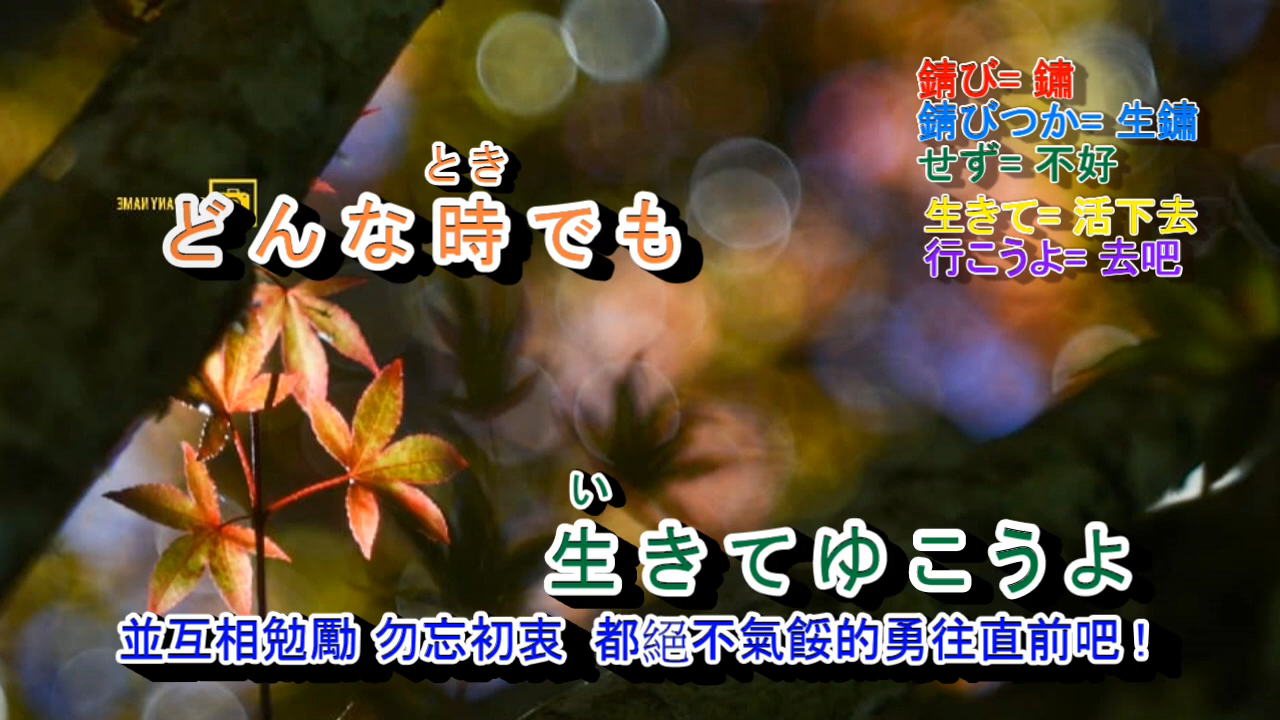 錆び= 鏽
錆びつか= 生鏽
せず= 不好
生きて= 活下去
行こうよ= 去吧
ANYNAME
とき
どんな時でも
い
生きてゆこうよ
並互相勉勵 勿忘初衷 都絕不氣餒的勇往直前吧！